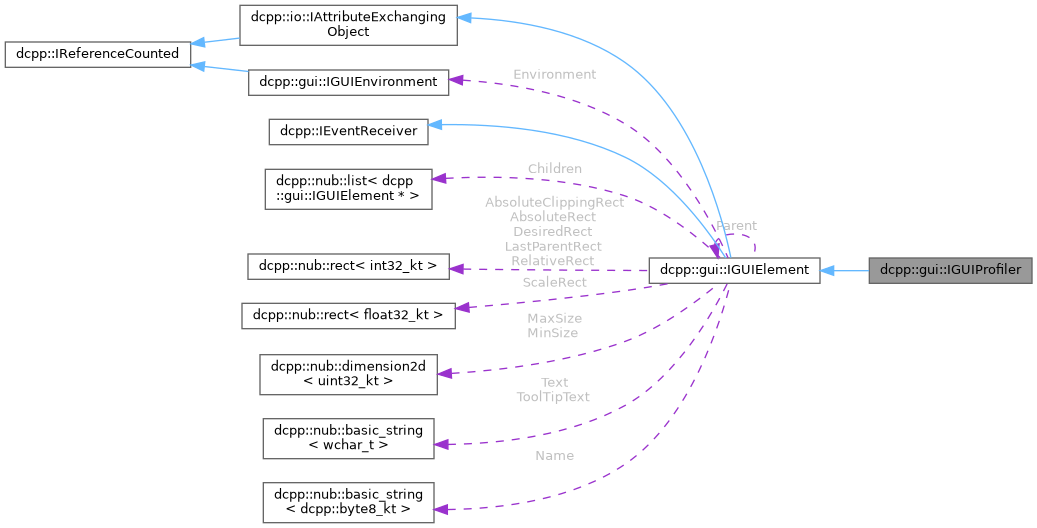 dcpp::io::IAttributeExchanging
Object
dcpp::IReferenceCounted
Environment
dcpp::gui::IGUIEnvironment
dcpp::IEventReceiver
Children
dcpp::nub::list< dcpp
::gui::IGUIElement * >
AbsoluteClippingRect
AbsoluteRect
DesiredRect
LastParentRect
RelativeRect
Parent
dcpp::nub::rect< int32_kt >
dcpp::gui::IGUIElement
dcpp::gui::IGUIProfiler
ScaleRect
dcpp::nub::rect< float32_kt >
MaxSize
MinSize
dcpp::nub::dimension2d
< uint32_kt >
Text
ToolTipText
dcpp::nub::basic_string
< wchar_t >
Name
dcpp::nub::basic_string
< dcpp::byte8_kt >